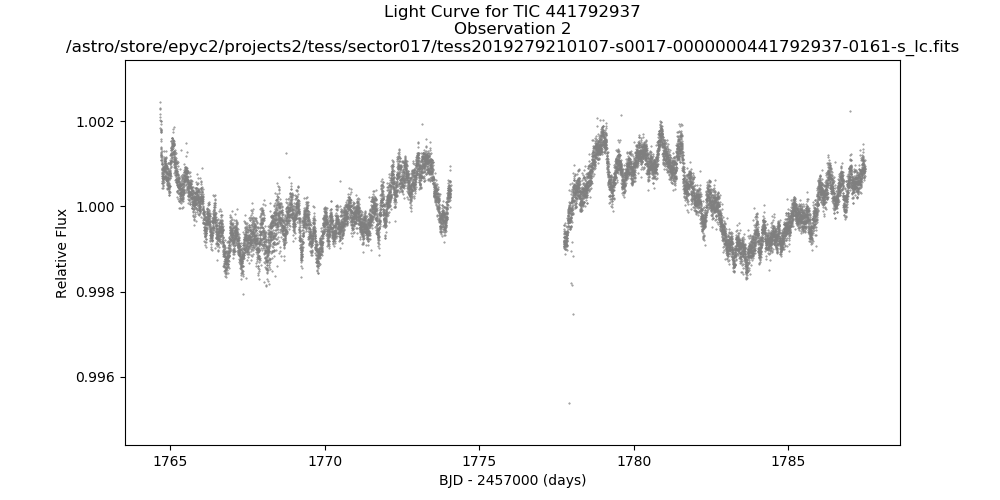 Light Curve for TIC 441792937
Observation 2
/astro/store/epyc2/projects2/tess/sector017/tess2019279210107-s0017-0000000441792937-0161-s_lc.fits
1.002
1.000
0.998
0.996
Relative Flux
1765
1770
1775
1780
1785
BJD - 2457000 (days)